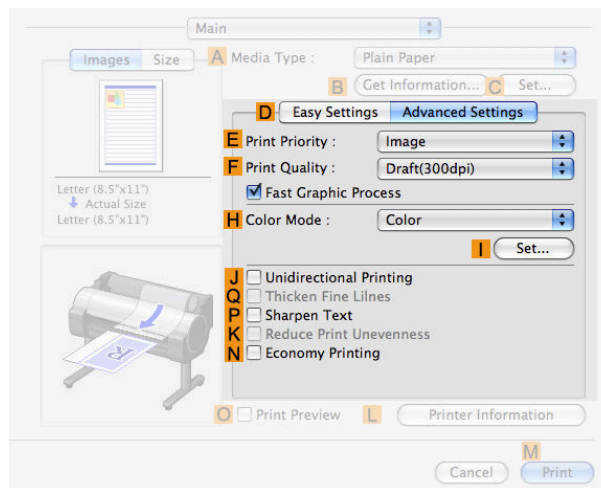 Main
Images Size A Media Type : Plain Paper
B Get Information... C Set...
D Easy Settings Advanced Settings
E Print Priority : Image
F Print Quality : Draft(300dpi)
Fast Graphic Process
Letter (8.5"x11")
Actual Size
Letter (8.5"x11")
H Color Mode : Color
I Set...
J Unidirectional Printing
Q Thicken Fine Lilnes
P Sharpen Text
K Reduce Print Unevenness
N Economy Printing
R
O Print Preview L Printer Information
M
Cancel Print